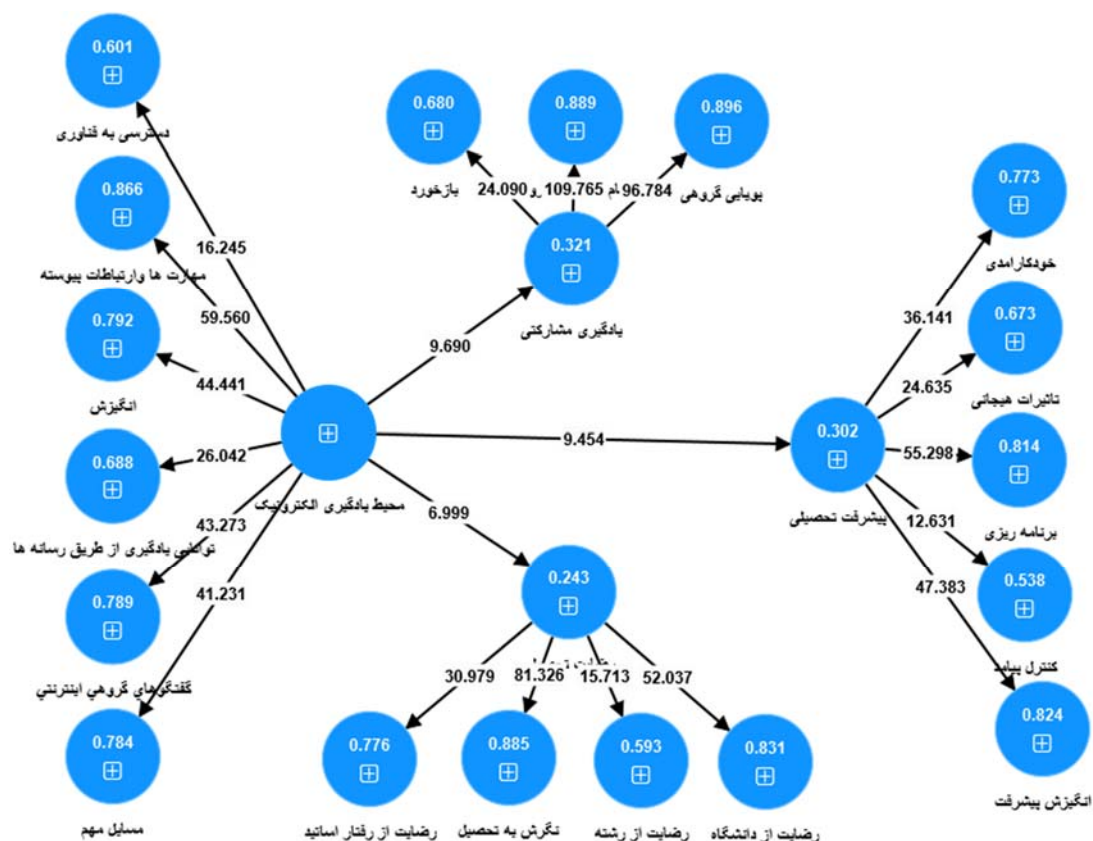 0.601
دسترسی به فناوری
0.866
مهارت ها وارتباطات پیوسته
0.792
انگیزش
0.688
توانایی یادگیری از طریق رسانه ها
0.789
گفتگوهاي گروهي اينترنتي
0.784
مسایل مهم
16.245
59.560
44.441
26.042
43.273
41.231
محیط یادگیری الکترونیک
9.690
9.454
6.999
0.680
بازخورد
0.889
0.896
پویایی گروهی
24.090
109.765
96.784
0.321
یادگیری مشارکتی
0.243
30.979
81.326
15.713
52.037
0.776
رضایت از رفتار اساتید
0.885
نگرش به تحصیل
0.593
رضایت از رشته
0.831
رضایت از دانشگاه
0.302
پیشرفت تحصیلی
36.141
24.635
55.298
12.631
47.383
0.773
خودکارامدی
0.673
تاثیرات هیجانی
0.814
برنامه ریزی
0.538
کنترل پیامد
0.824
انگیزش پیشرفت